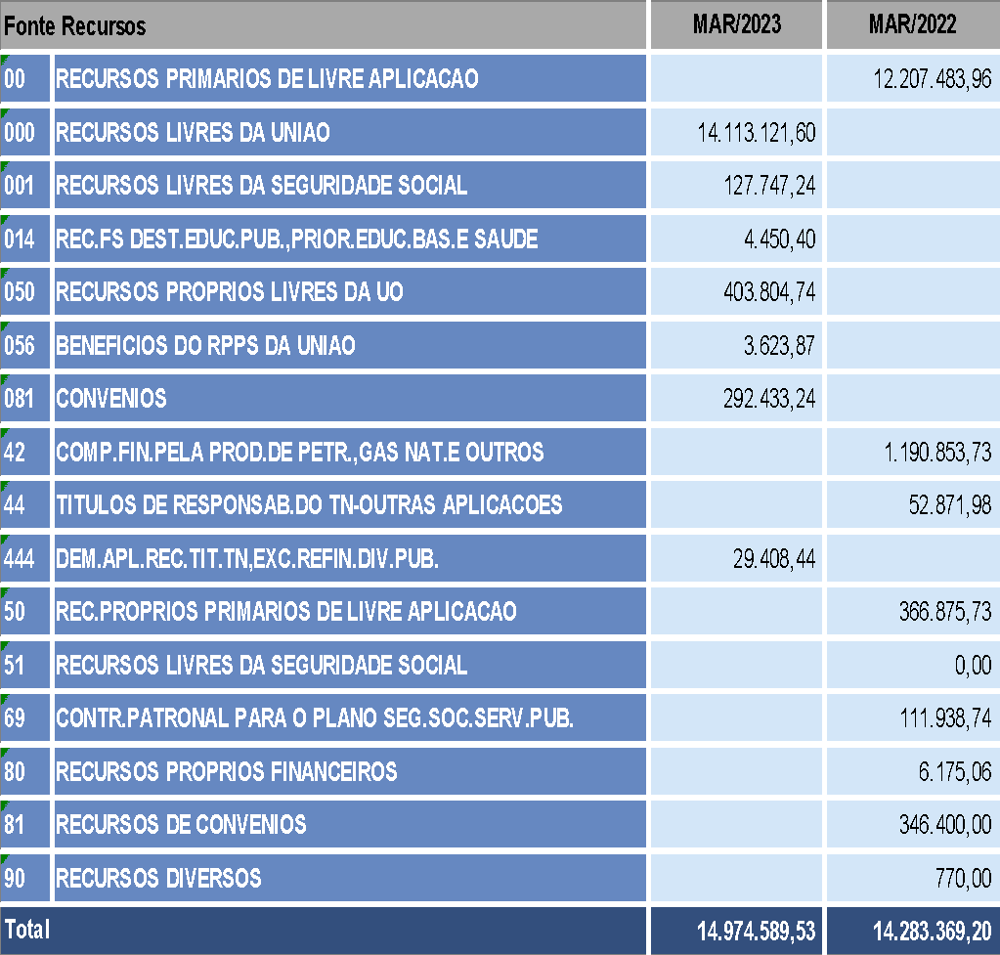 Fonte Recursos MAR/2023 MAR/2022
00 RECURSOS PRIMARIOS DE LIVRE APLICACAO 12.207.483,96
000 RECURSOS LIVRES DA UNIAO 14.113.121,60
001 RECURSOS LIVRES DA SEGURIDADE SOCIAL 127.747,24
014 REC.FS DEST.EDUC.PUB.,PRIOR.EDUC.BAS.E SAUDE 4.450,40
050 RECURSOS PROPRIOS LIVRES DA UO 403.804,74
056 BENEFICIOS DO RPPS DA UNIAO 3.623,87
081 CONVENIOS 292.433,24
42 COMP.FIN.PELA PROD.DE PETR.,GAS NAT.E OUTROS 1.190.853,73
44 TITULOS DE RESPONSAB.DO TN-OUTRAS APLICACOES 52.871,98
444 DEM.APL.REC.TIT.TN,EXC.REFIN.DIV.PUB. 29.408,44
50 REC.PROPRIOS PRIMARIOS DE LIVRE APLICACAO 366.875,73
51 RECURSOS LIVRES DA SEGURIDADE SOCIAL 0,00
69 CONTR.PATRONAL PARA O PLANO SEG.SOC.SERV.PUB. 111.938,74
80 RECURSOS PROPRIOS FINANCEIROS 6.175,06
81 RECURSOS DE CONVENIOS 346.400,00
90 RECURSOS DIVERSOS 770,00
Total 14.974.589,53 14.283.369,20